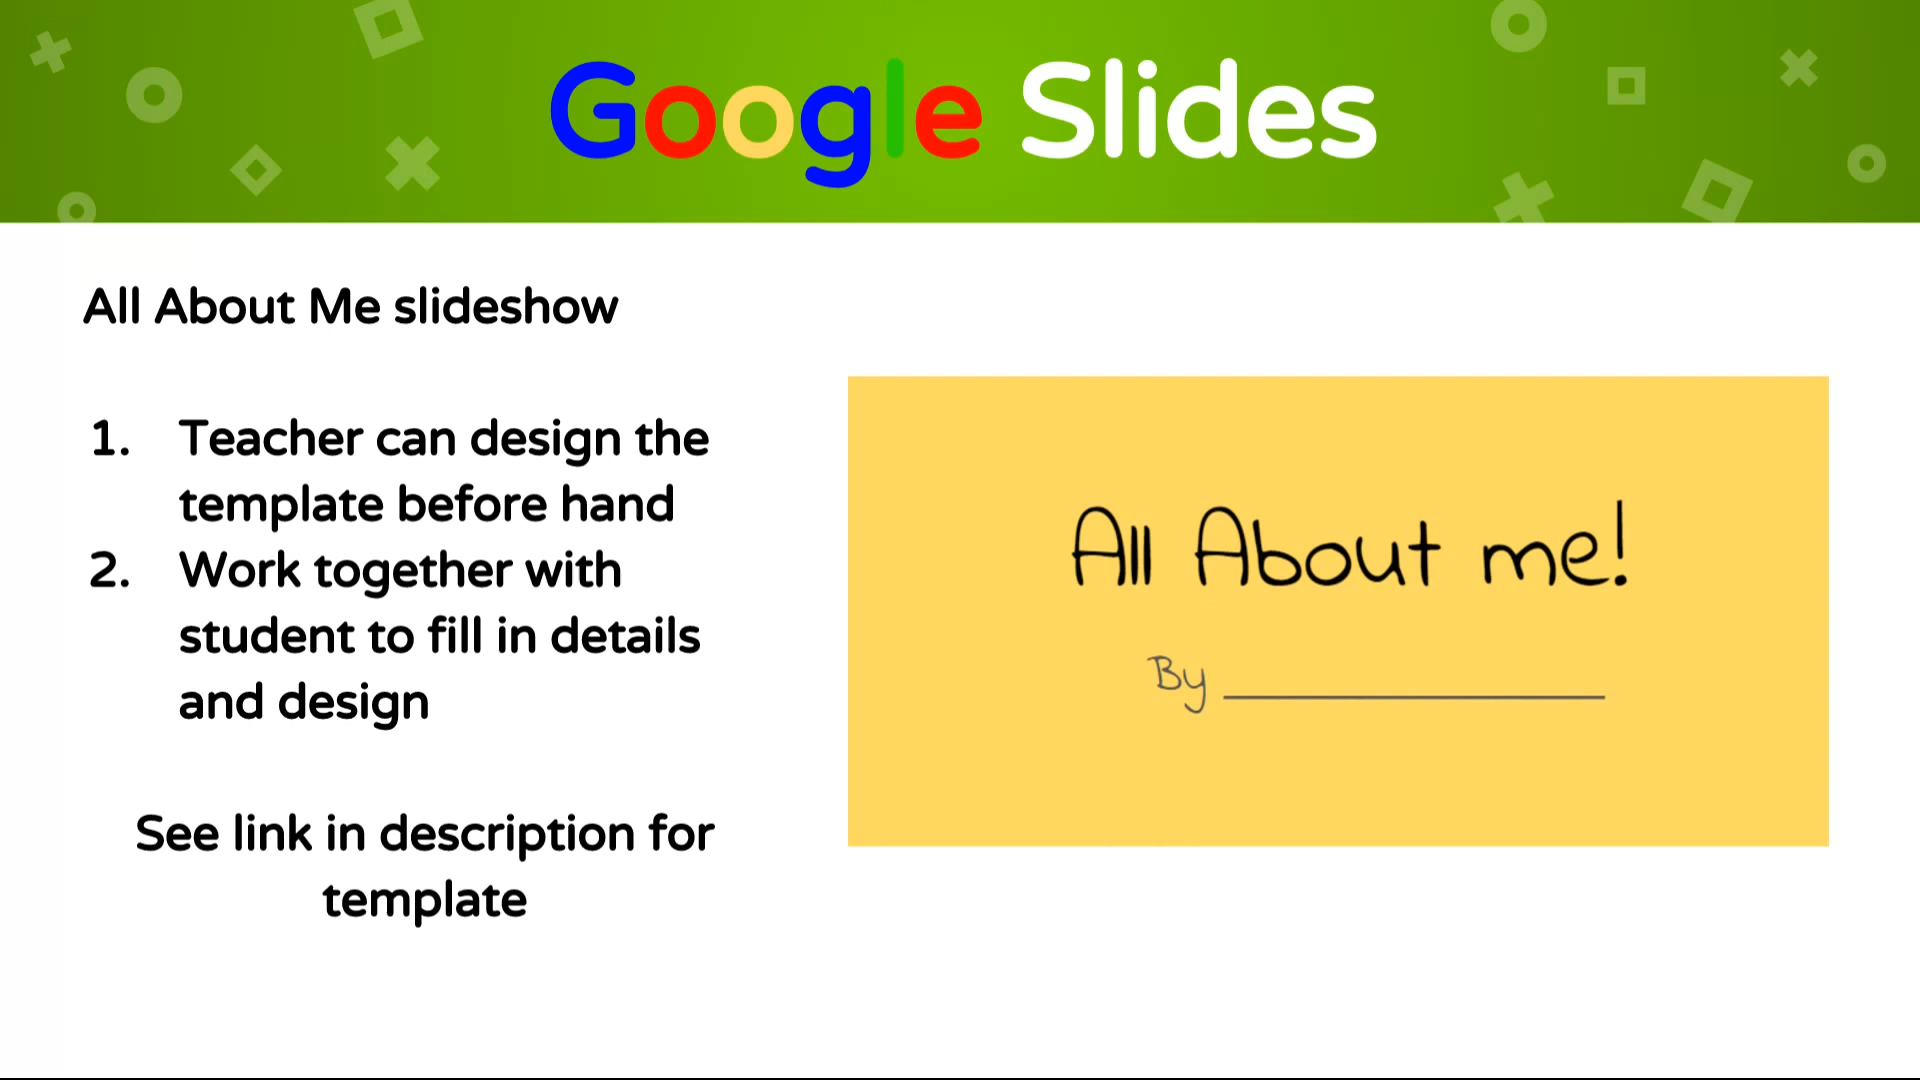 Google Slides
All About Me slideshow
1. Teacher can design the
template before hand
2. Work together with
student to fill in details
and design
See link in description for
template
All About me!
By ____________